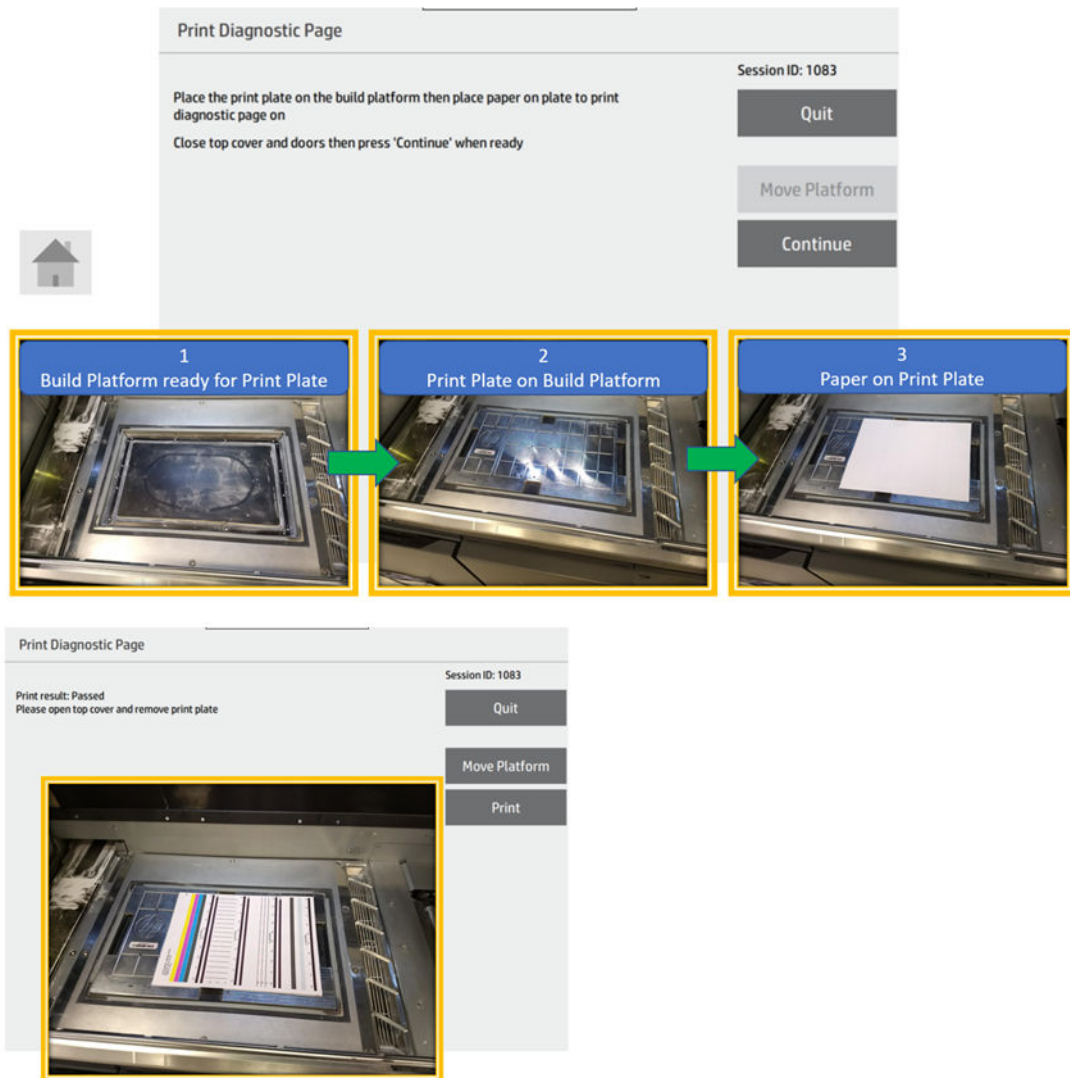 Print Diagnostic Page
Session ID: 1083
Place the print plate on the build platform then place paper on plate to print
diagnostic page on
Close top cover and doors then press 'Continue' when ready
Quit
Move Platform
Continue
1
Build Platform ready for Print Plate
2
Print Plate on Build Platform
3
Paper on Print Plate
Print Diagnostic Page
Session ID: 1083
Print result: Passed
Please open top cover and remove print plate
Quit
Move Platform
Print